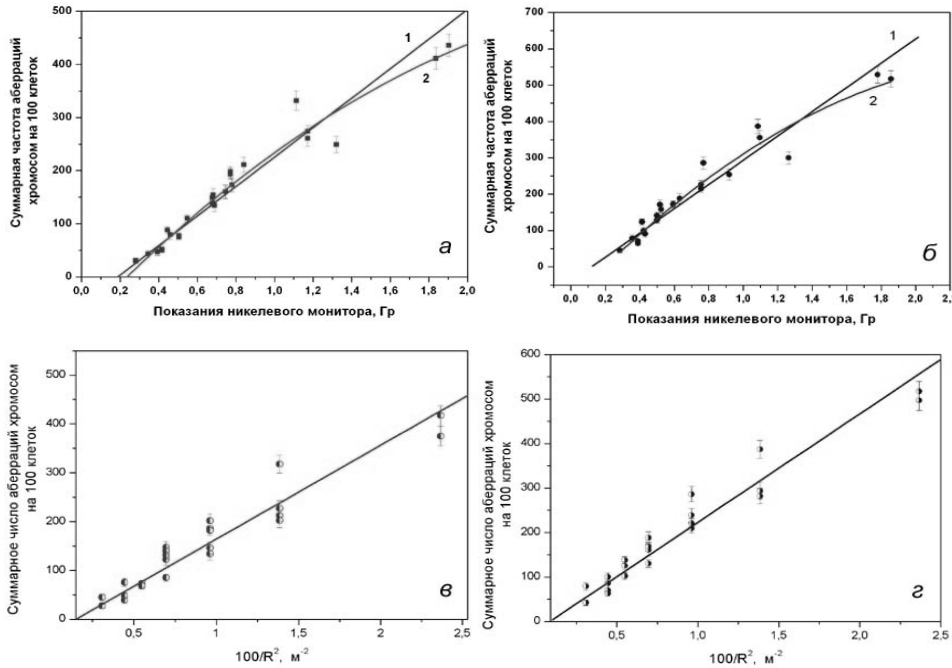 Суммарная частота аберраций
хромосом на 100 клеток
500
400
300
200
100
0
1
2
а
0,0 0,2 0,4 0,6 0,8 1,0 1,2 1,4 1,6 1,8 2,0
Показания никелевого монитора, Гр
Суммарная частота аберраций
хромосом на 100 клеток
700
600
500
400
300
200
100
0
1
2
б
0,0 0,2 0,4 0,6 0,8 1,0 1,2 1,4 1,6 1,8 2,0 2,
Показания никелевого монитора, Гр
Суммарное число аберраций хромосом
на 100 клеток
500
400
300
200
100
0
в
0,5 1 1,5 2 2,5
100/R², м⁻²
Суммарное число аберраций хромосом
на 100 клеток
600
500
400
300
200
100
0
г
0,5 1,0 1,5 2,0 2,5
100/R², м⁻²